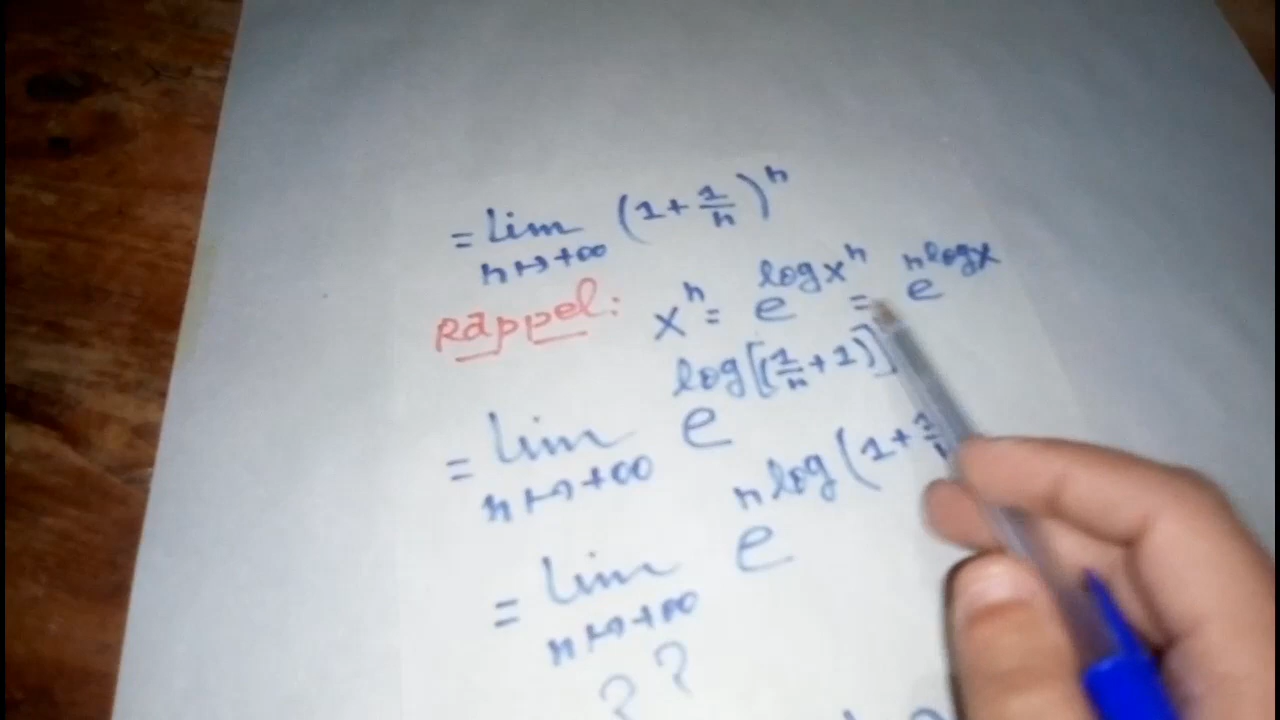 = lim n↦+∞ (1 + 1/n)^n
Rappel: x^n = e^log x^n = e^n log x
= lim n↦+∞ e^log[(1/n + 1)]
= lim n↦+∞ e^n log(1 +
??